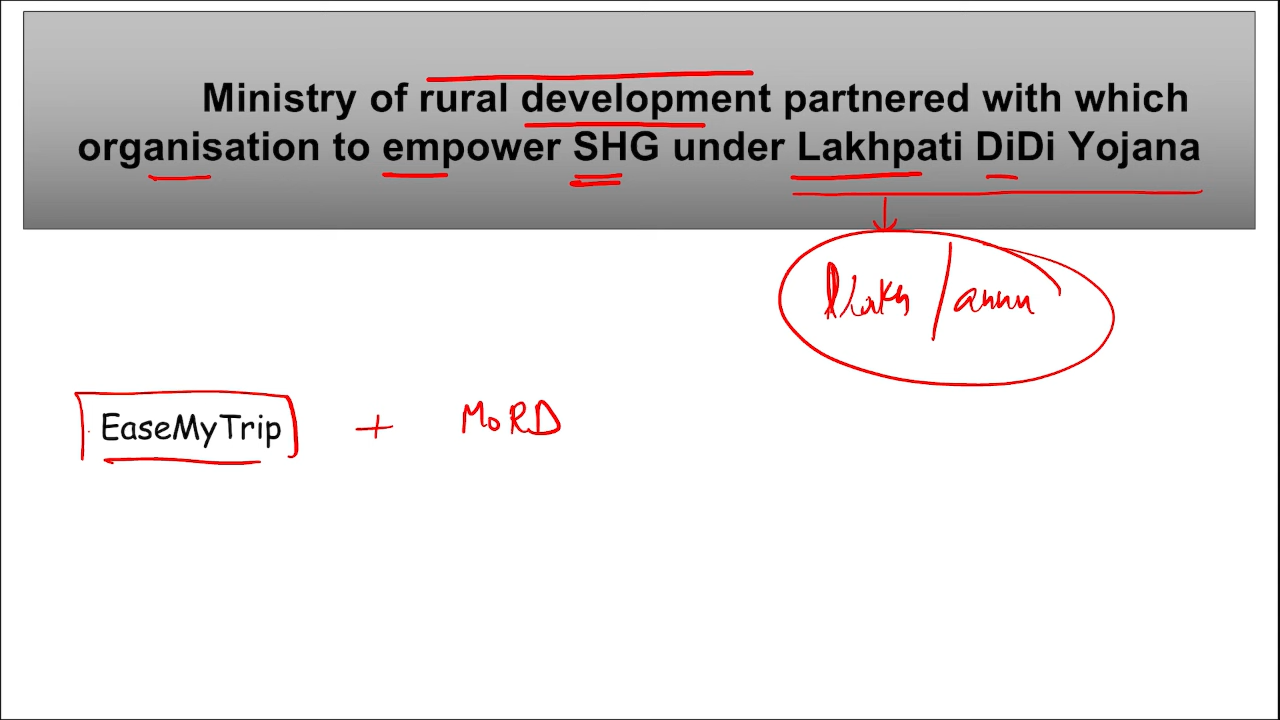 Ministry of rural development partnered with which
organisation to empower SHG under Lakhpati DiDi Yojana
EaseMyTrip + MoRD